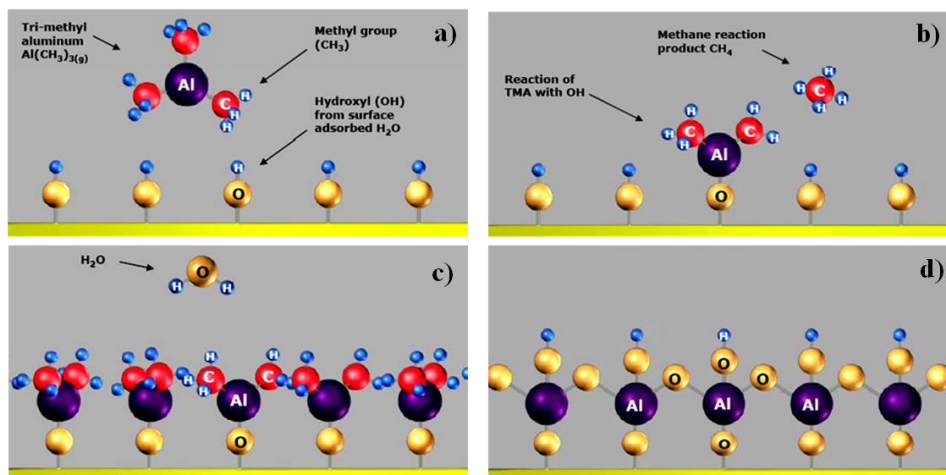 a)
Tri-methyl
aluminum
Al(CH₃)₃(g)
Methyl group
(CH₃)
Al
C
H
H
H
Hydroxyl (OH)
from surface
adsorbed H₂O
H
O
b)
Methane reaction
product CH₄
Reaction of
TMA with OH
H
C
H
H
H
H
H
C
C
H
H
H
H
Al
O
c)
H₂O
O
H
H
H
H
C
C
H
H
Al
O
d)
H
O
O
O
Al
Al
Al
O